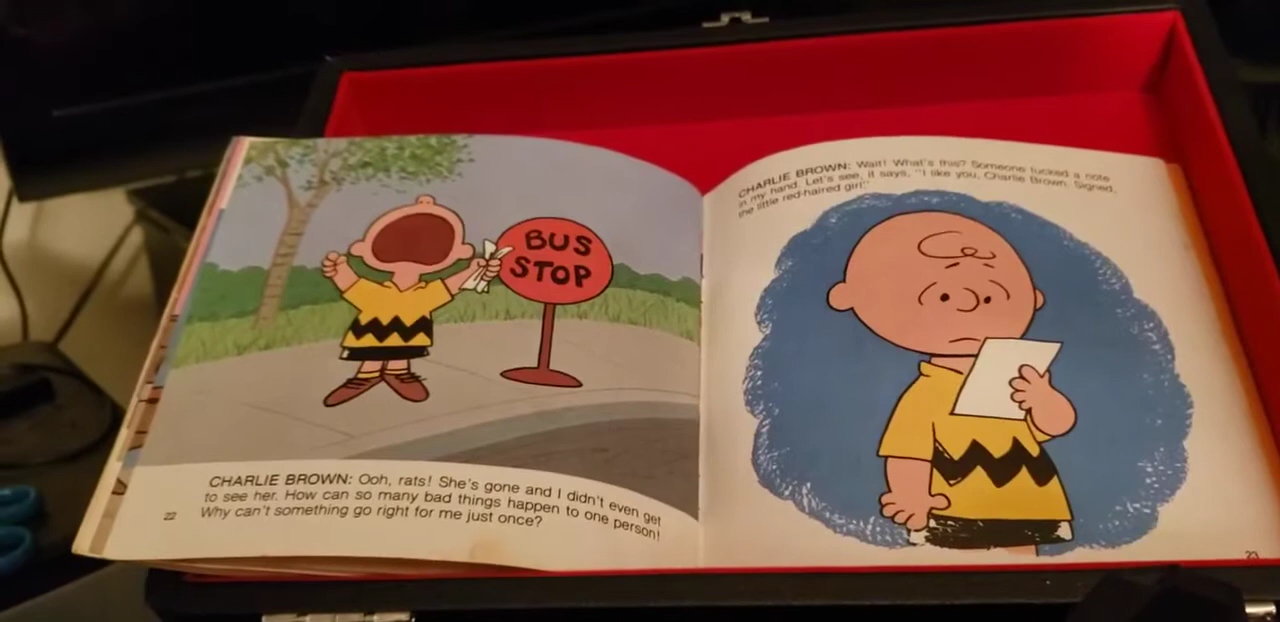 BUS
STOP
CHARLIE BROWN: Ooh, rats! She's gone and I didn't even get
to see her. How can so many bad things happen to one person!
Why can't something go right for me just once?
22
CHARLIE BROWN: Wait! What's this? Someone tucked a note
in my hand. Let's see, it says, "I like you, Charlie Brown. Signed,
the little red-haired girl."
23